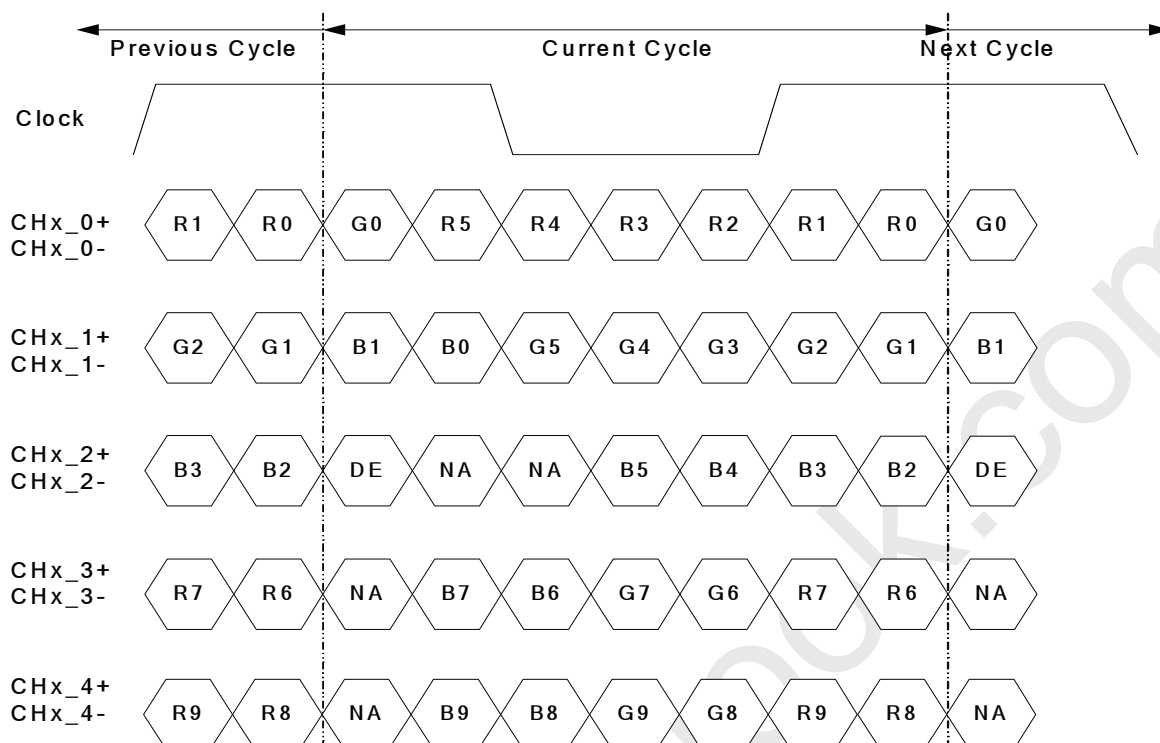 Previous Cycle Current Cycle Next Cycle
Clock
CHx_0+ R1 R0 G0 R5 R4 R3 R2 R1 R0 G0
CHx_0-
CHx_1+ G2 G1 B1 B0 G5 G4 G3 G2 G1 B1
CHx_1-
CHx_2+ B3 B2 DE NA NA B5 B4 B3 B2 DE
CHx_2-
CHx_3+ R7 R6 NA B7 B6 G7 G6 R7 R6 NA
CHx_3-
CHx_4+ R9 R8 NA B9 B8 G9 G8 R9 R8 NA
CHx_4-